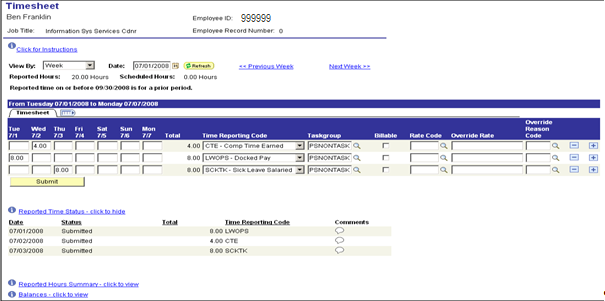 Timesheet
Ben Franklin
Employee ID: 999999
Job Title: Information Sys Services Cdnr Employee Record Number: 0
Click for Instructions
View By: Week Date: 07/01/2008 Refresh << Previous Week Next Week >>
Reported Hours: 20.00 Hours Scheduled Hours: 0.00 Hours
Reported time on or before 09/30/2008 is for a prior period.
From Tuesday 07/01/2008 to Monday 07/07/2008
Timesheet
Tue 7/1 Wed 7/2 Thu 7/3 Fri 7/4 Sat 7/5 Sun 7/6 Mon 7/7 Total Time Reporting Code Taskgroup Billable Rate Code Override Rate Override Reason Code
4.00 4.00 CTE - Comp Time Earned PSNONTASK
8.00 8.00 LWOPS - Docked Pay PSNONTASK
8.00 8.00 SCKTK - Sick Leave Salaried PSNONTASK
Submit
Reported Time Status - click to hide
Date Status Total Time Reporting Code Comments
07/01/2008 Submitted 8.00 LWOPS
07/02/2008 Submitted 4.00 CTE
07/03/2008 Submitted 8.00 SCKTK
Reported Hours Summary - click to view
Balances - click to view